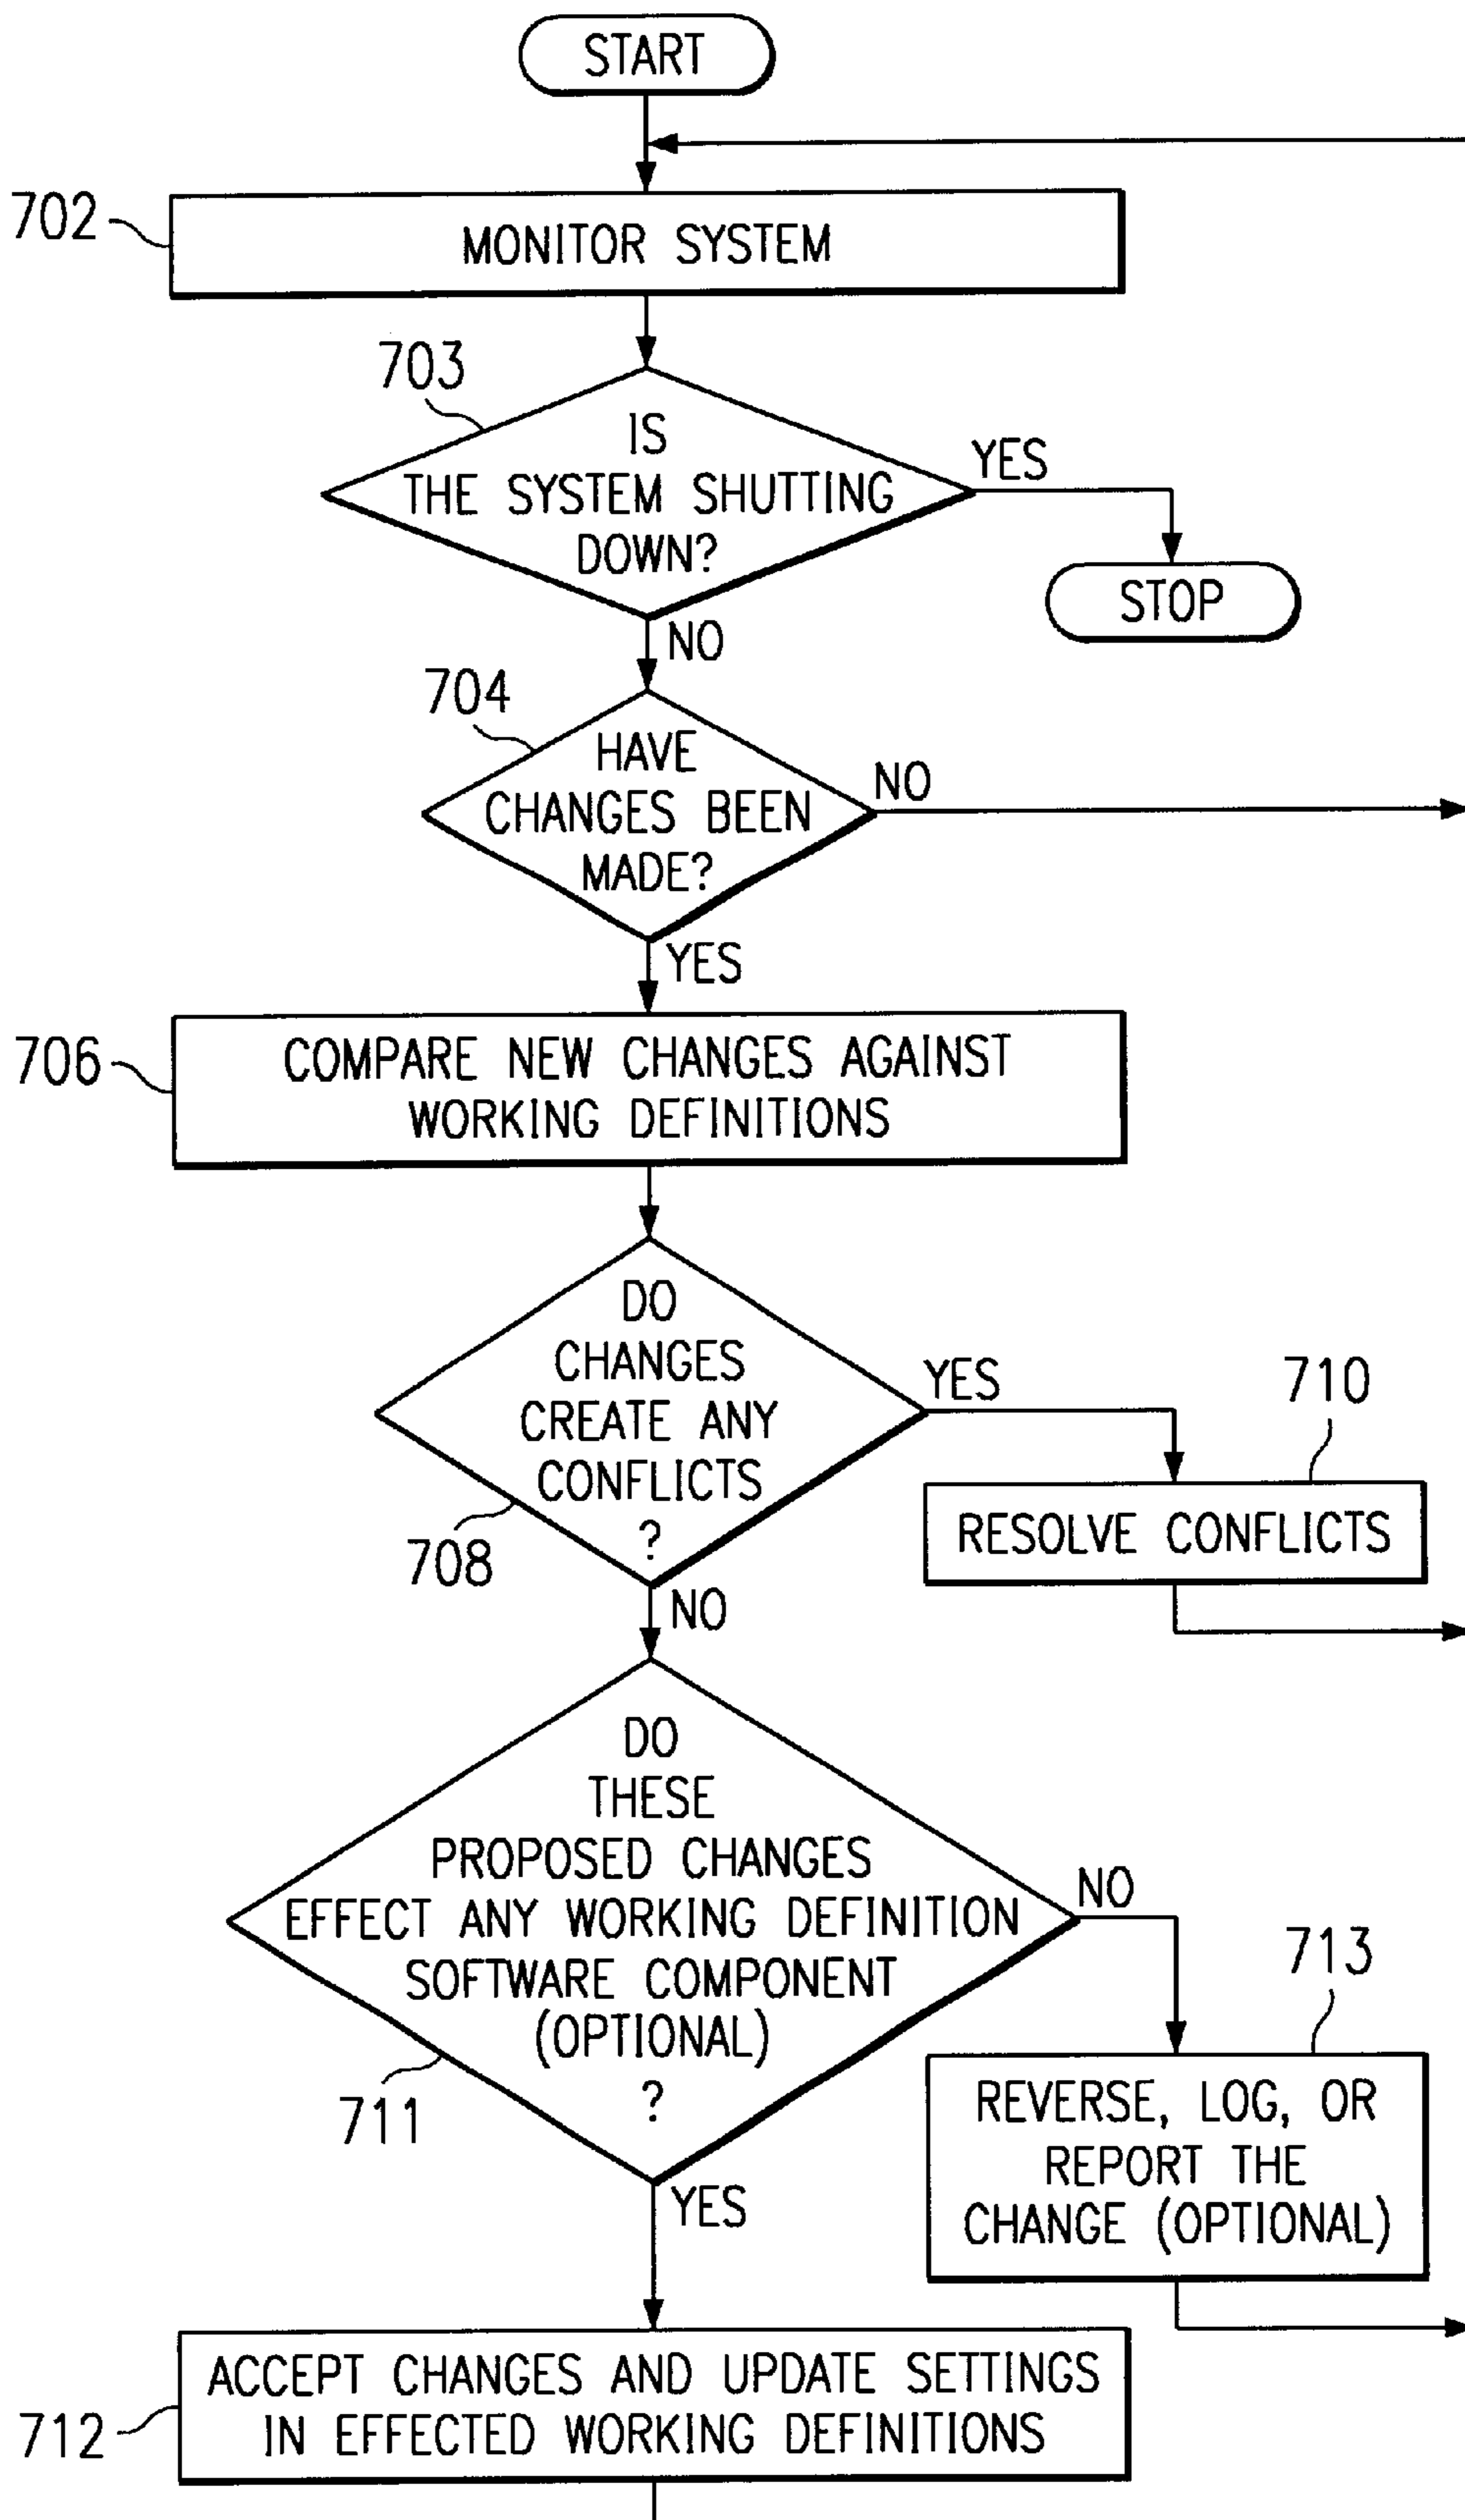 START
702
MONITOR SYSTEM
703
IS
THE SYSTEM SHUTTING
DOWN?
YES
STOP
NO
704
HAVE
CHANGES BEEN
MADE?
NO
YES
706
COMPARE NEW CHANGES AGAINST
WORKING DEFINITIONS
DO
CHANGES
CREATE ANY
CONFLICTS
?
YES
710
708
RESOLVE CONFLICTS
NO
DO
THESE
PROPOSED CHANGES
EFFECT ANY WORKING DEFINITION
SOFTWARE COMPONENT
(OPTIONAL)
?
NO
713
711
REVERSE, LOG, OR
REPORT THE
CHANGE (OPTIONAL)
YES
ACCEPT CHANGES AND UPDATE SETTINGS
IN EFFECTED WORKING DEFINITIONS
712